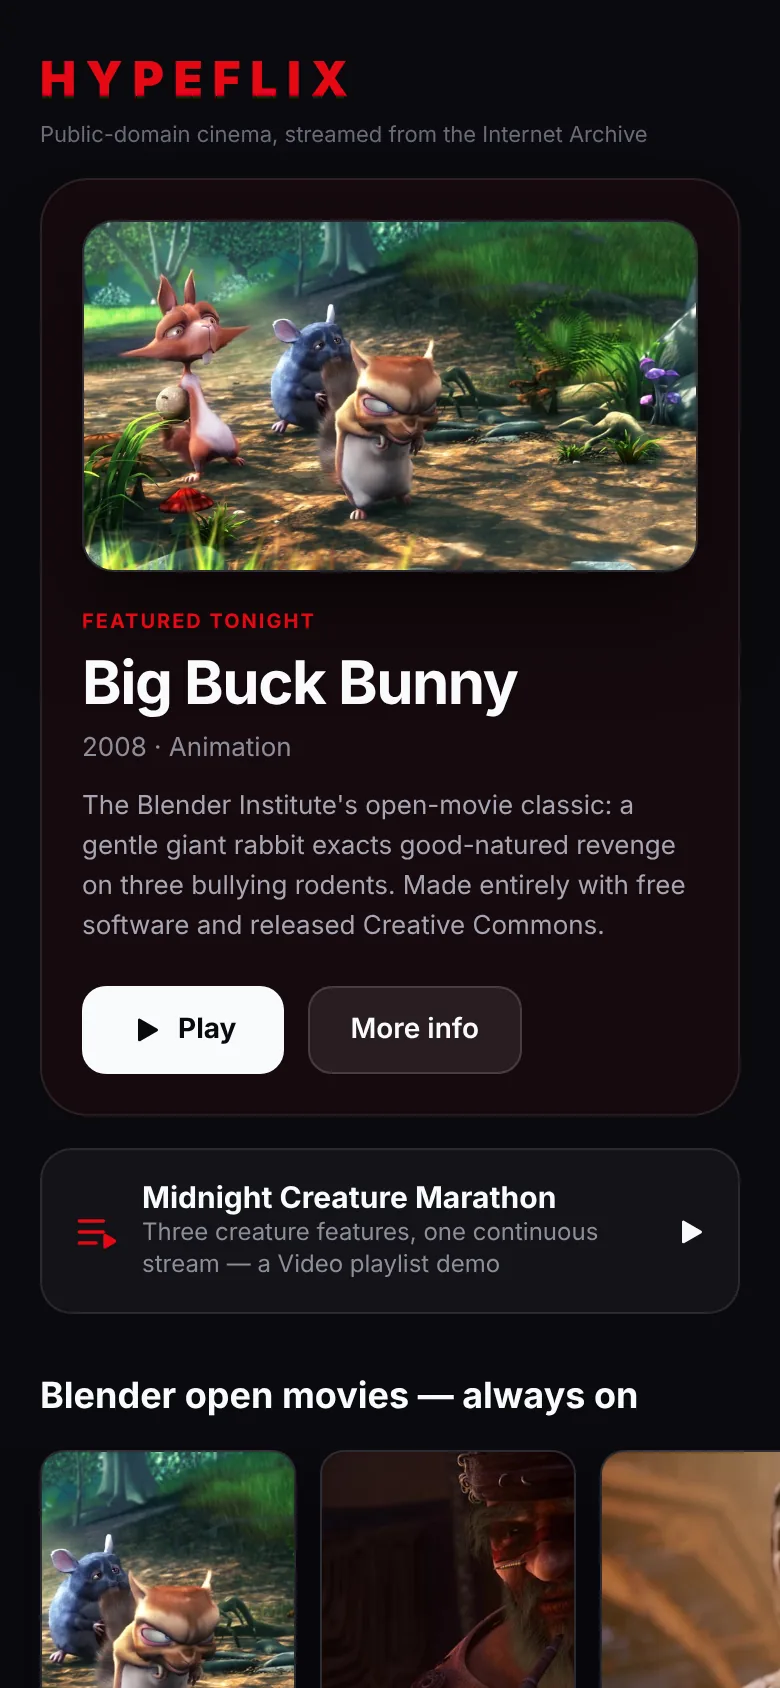 HYPEFLIX
Public-domain cinema, streamed from the Internet Archive
FEATURED TONIGHT
Big Buck Bunny
2008 · Animation
The Blender Institute's open-movie classic: a
gentle giant rabbit exacts good-natured revenge
on three bullying rodents. Made entirely with free
software and released Creative Commons.
Play
More info
Midnight Creature Marathon
Three creature features, one continuous
stream — a Video playlist demo
Blender open movies — always on